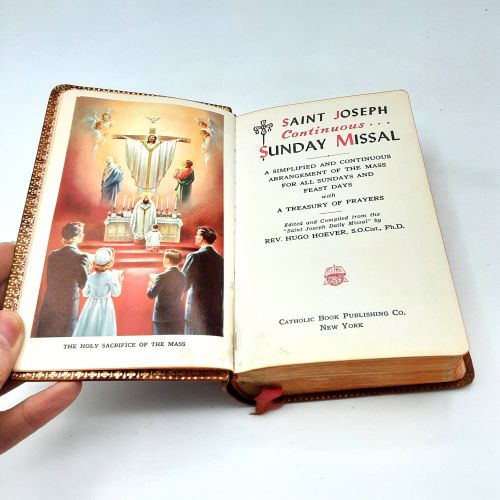 THE HOLY SACRIFICE OF THE MASS
SAINT JOSEPH
Continuous...
SUNDAY MISSAL
A SIMPLIFIED AND CONTINUOUS
ARRANGEMENT OF THE MASS
FOR ALL SUNDAYS AND
FEAST DAYS
with
A TREASURY OF PRAYERS
Edited and Compiled from the
"Saint Joseph Daily Missal" by
REV. HUGO HOEVER, S.O.Cist., Ph.D.
CATHOLIC BOOK PUBLISHING CO.
NEW YORK